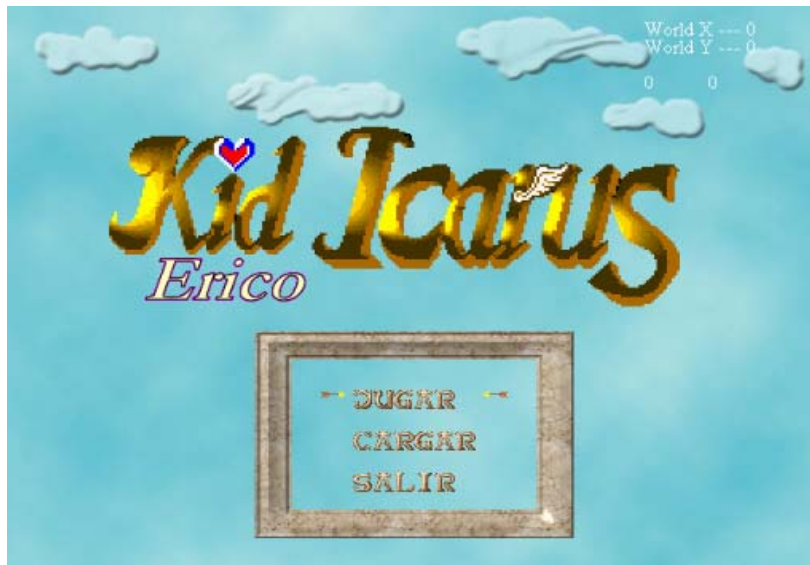 World X --- 0
World Y --- 0
0 0
Kid Icarus
Erico
JUGAR
CARGAR
SALIR